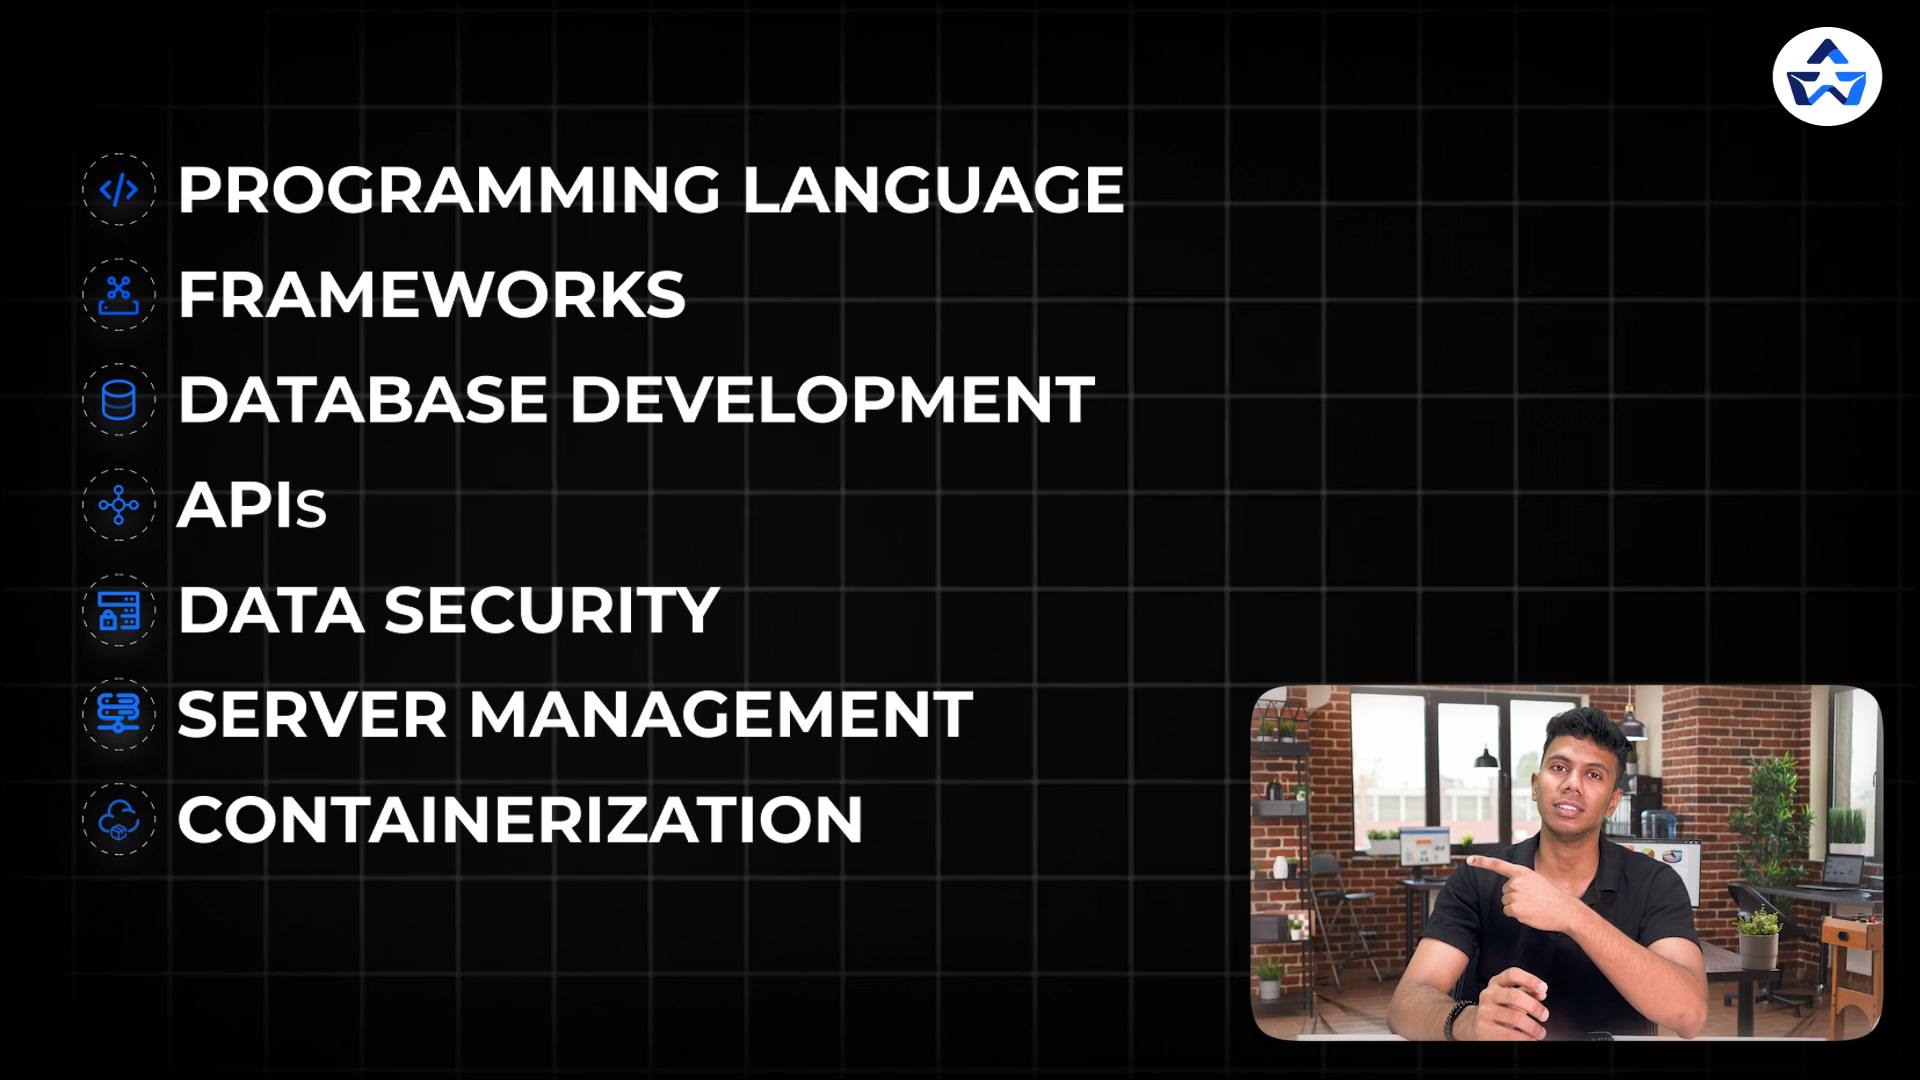 PROGRAMMING LANGUAGE
FRAMEWORKS
DATABASE DEVELOPMENT
APIs
DATA SECURITY
SERVER MANAGEMENT
CONTAINERIZATION